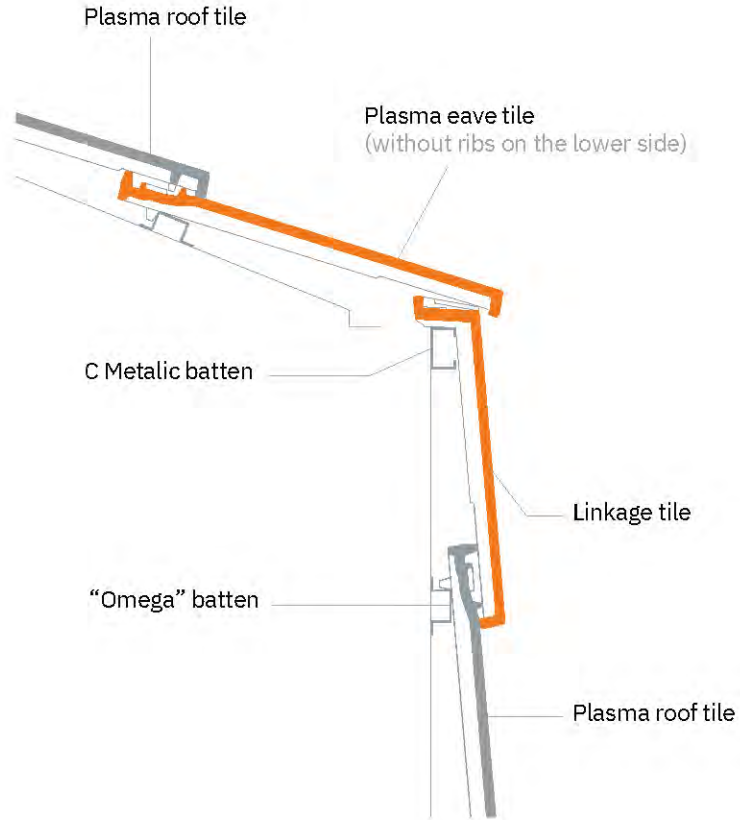 Plasma roof tile
Plasma eave tile
(without ribs on the lower side)
C Metalic batten
Linkage tile
“Omega” batten
Plasma roof tile